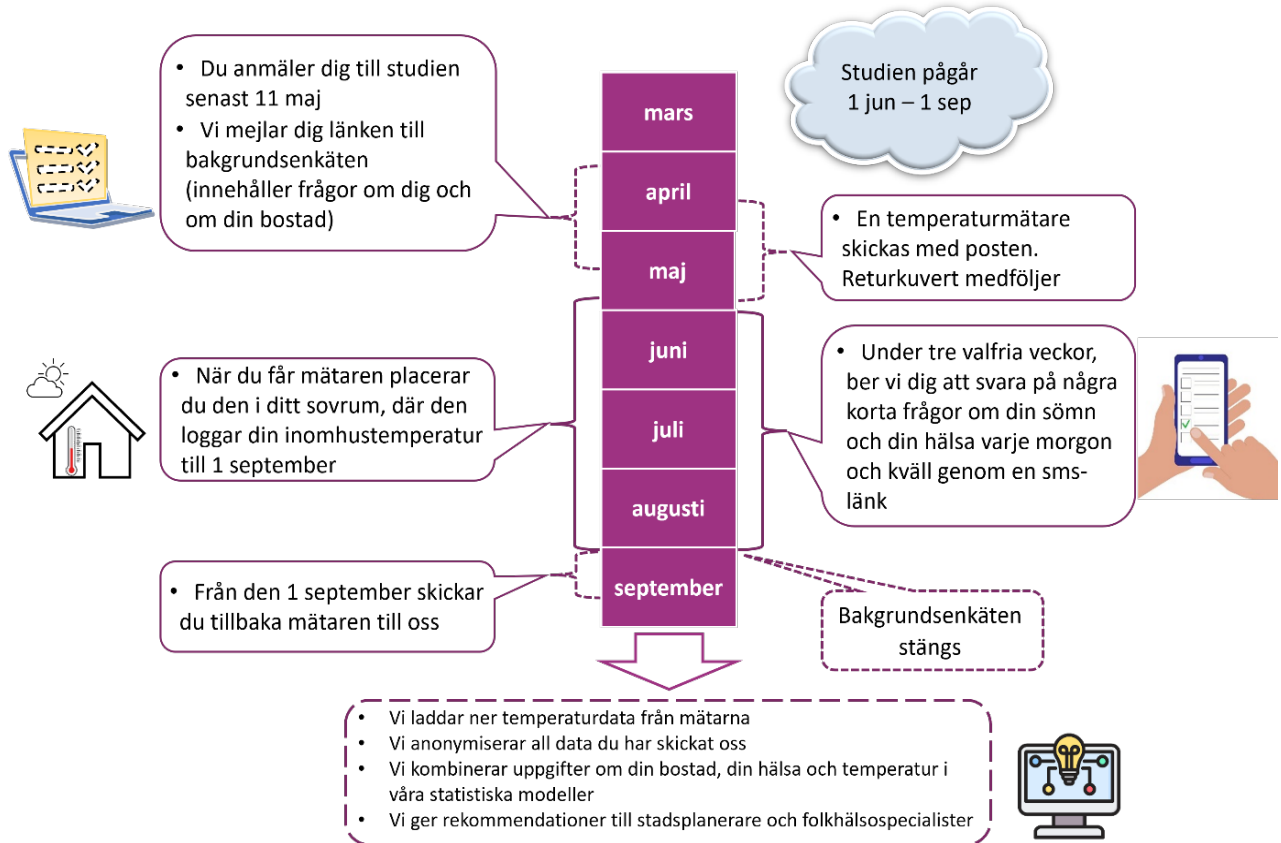 • Du anmäler dig till studien
senast 11 maj
• Vi mejlar dig länken till
bakgrundsenkäten
(innehåller frågor om dig och
om din bostad)
Studien pågår
1 jun – 1 sep
mars
april
maj
juni
juli
augusti
september
• En temperaturmätare
skickas med posten.
Returkuvert medföljer
• När du får mätaren placerar
du den i ditt sovrum, där den
loggar din inomhustemperatur
till 1 september
• Under tre valfria veckor,
ber vi dig att svara på några
korta frågor om din sömn
och din hälsa varje morgon
och kväll genom en sms-
länk
• Från den 1 september skickar
du tillbaka mätaren till oss
Bakgrundsenkäten
stängs
• Vi laddar ner temperaturdata från mätarna
• Vi anonymiserar all data du har skickat oss
• Vi kombinerar uppgifter om din bostad, din hälsa och temperatur i
våra statistiska modeller
• Vi ger rekommendationer till stadsplanerare och folkhälsospecialister